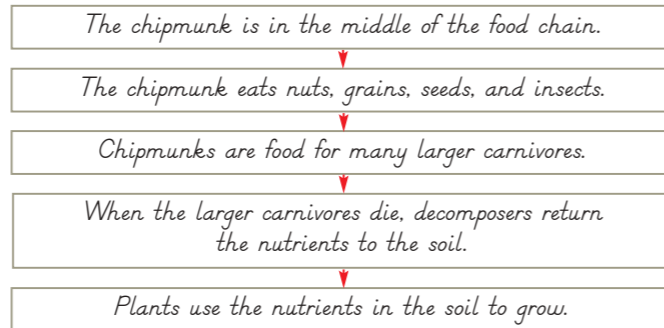 The chipmunk is in the middle of the food chain.
The chipmunk eats nuts, grains, seeds, and insects.
Chipmunks are food for many larger carnivores.
When the larger carnivores die, decomposers return
the nutrients to the soil.
Plants use the nutrients in the soil to grow.